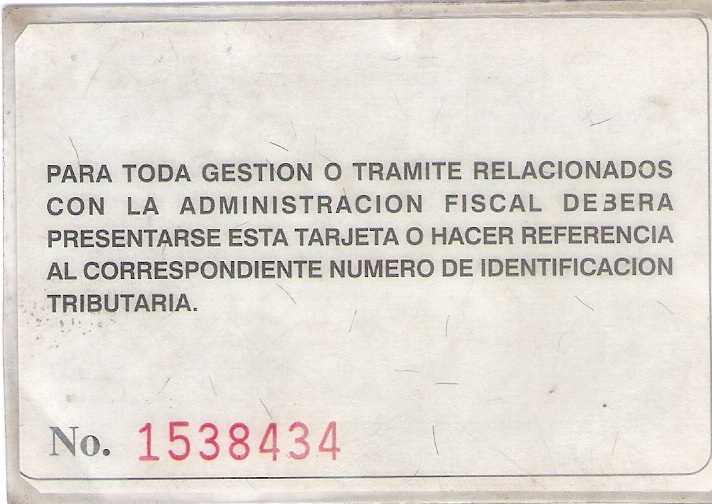 PARA TODA GESTION O TRAMITE RELACIONADOS
CON LA ADMINISTRACION FISCAL DEBERA
PRESENTARSE ESTA TARJETA O HACER REFERENCIA
AL CORRESPONDIENTE NUMERO DE IDENTIFICACION
TRIBUTARIA.
No. 1538434